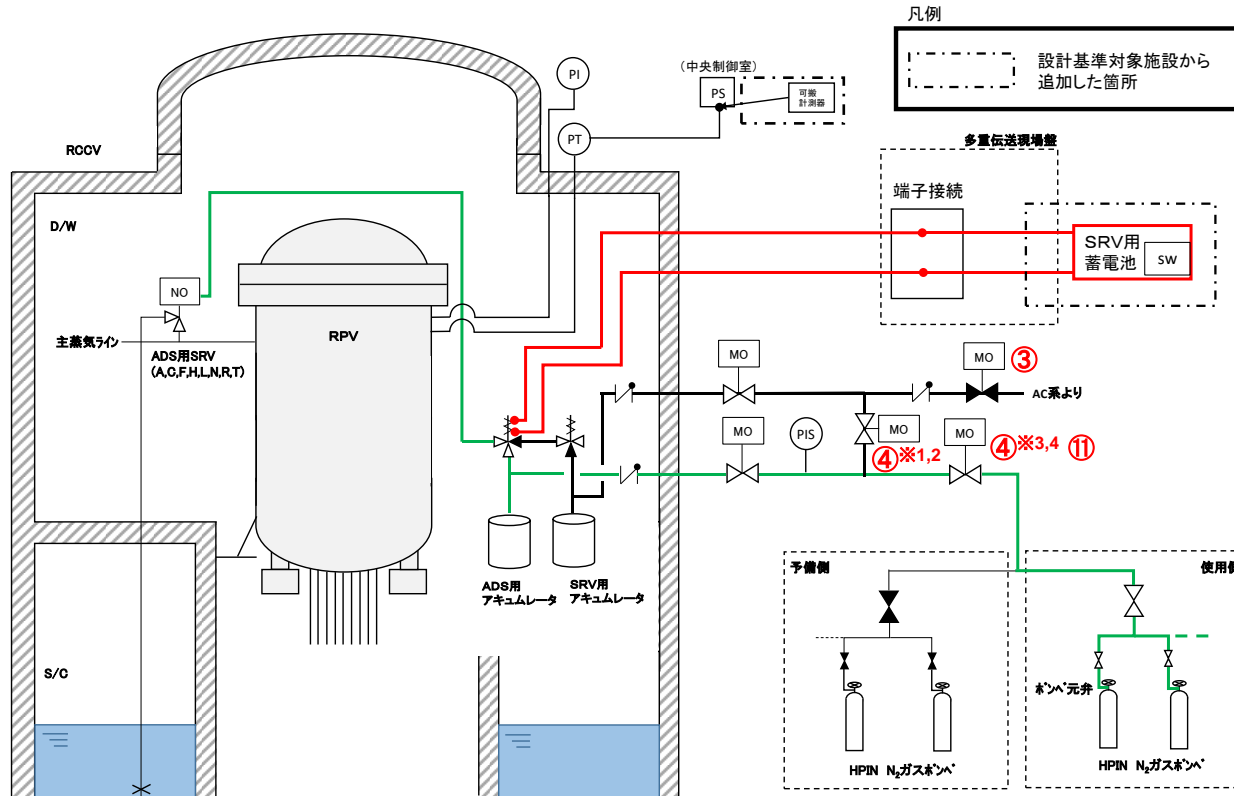 凡例
設計基準対象施設から
追加した箇所
PI
(中央制御室)
PS
可搬
計測器
PT
RCCV
多重伝送現場盤
端子接続
SRV用
蓄電池
SW
D/W
NO
主蒸気ライン
ADS用SRV
(A,C,F,H,L,N,R,T)
RPV
MO
MO
③
AC系より
MO
PIS
MO
④※1,2
MO
④※3,4 ⑪
ADS用
アキュムレータ
SRV用
アキュムレータ
予備側
使用側
S/C
ボンベ元弁
HPIN N₂ガスボンベ
HPIN N₂ガスボンベ